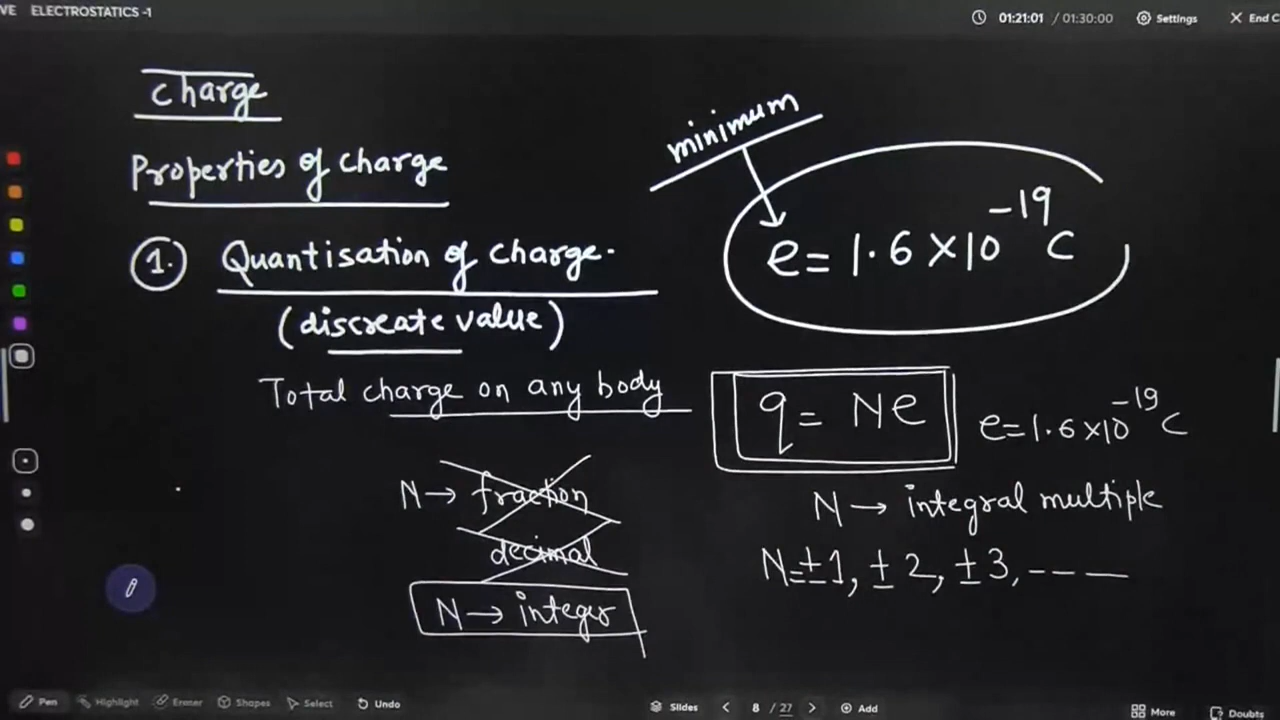 VE ELECTROSTATICS -1
01:21:01 / 01:30:00 Settings End C
charge
Properties of charge
minimum
e = 1.6 × 10⁻¹⁹ C
1. Quantisation of charge.
(discreate value)
Total charge on any body
q = Ne
e = 1.6 × 10⁻¹⁹ C
N → fraction
decimal
N → integer
N → integral multiple
N = ±1, ±2, ±3, ---
Pen Highlight Eraser Shapes Select Undo Slides 8 / 27 Add More Doubts